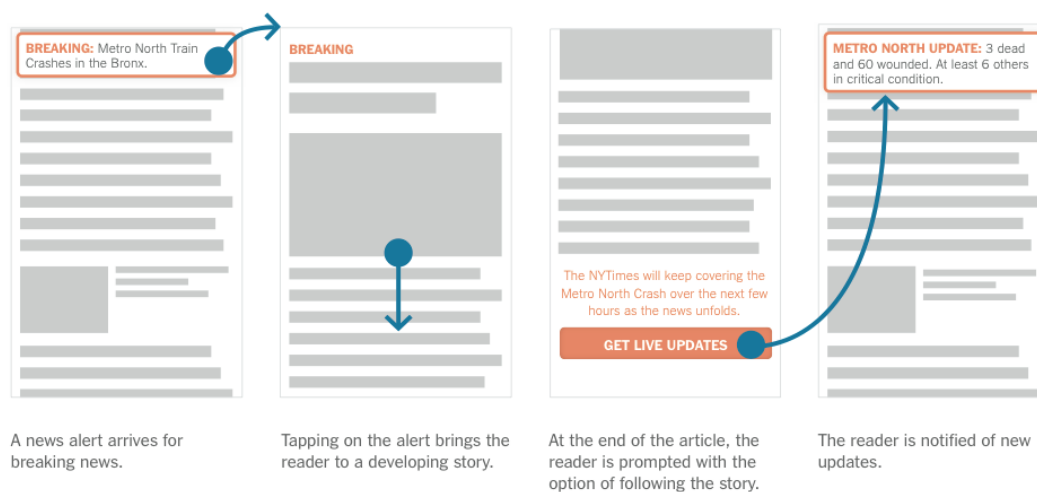 BREAKING: Metro North Train
Crashes in the Bronx.
BREAKING
The NYTimes will keep covering the
Metro North Crash over the next few
hours as the news unfolds.
GET LIVE UPDATES
METRO NORTH UPDATE: 3 dead
and 60 wounded. At least 6 others
in critical condition.
A news alert arrives for
breaking news.
Tapping on the alert brings the
reader to a developing story.
At the end of the article, the
reader is prompted with the
option of following the story.
The reader is notified of new
updates.